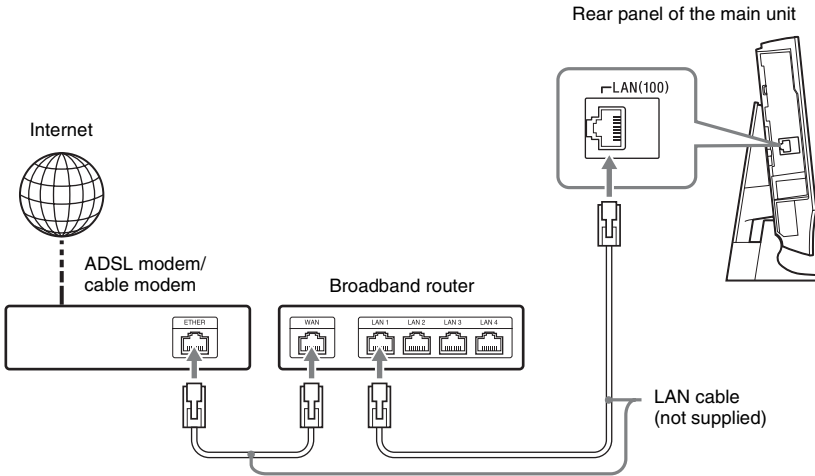 Rear panel of the main unit
LAN(100)
Internet
ADSL modem/
cable modem
Broadband router
ETHER
WAN
LAN 1
LAN 2
LAN 3
LAN 4
LAN cable
(not supplied)